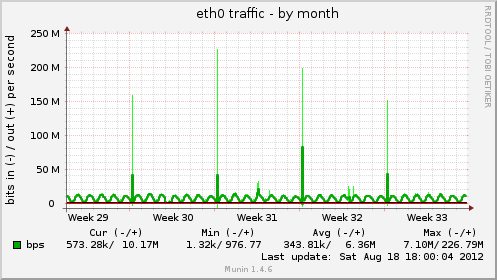 eth0 traffic - by month
RRDTOOL / TOBI OETIKER
bits in (-) / out (+) per second
250 M
200 M
150 M
100 M
50 M
0
Week 29 Week 30 Week 31 Week 32 Week 33
Cur (-/+) Min (-/+) Avg (-/+) Max (-/+)
bps 573.28k/ 10.17M 1.32k/976.77 343.81k/ 6.36M 7.10M/226.79M
Last update: Sat Aug 18 18:00:04 2012
Munin 1.4.6